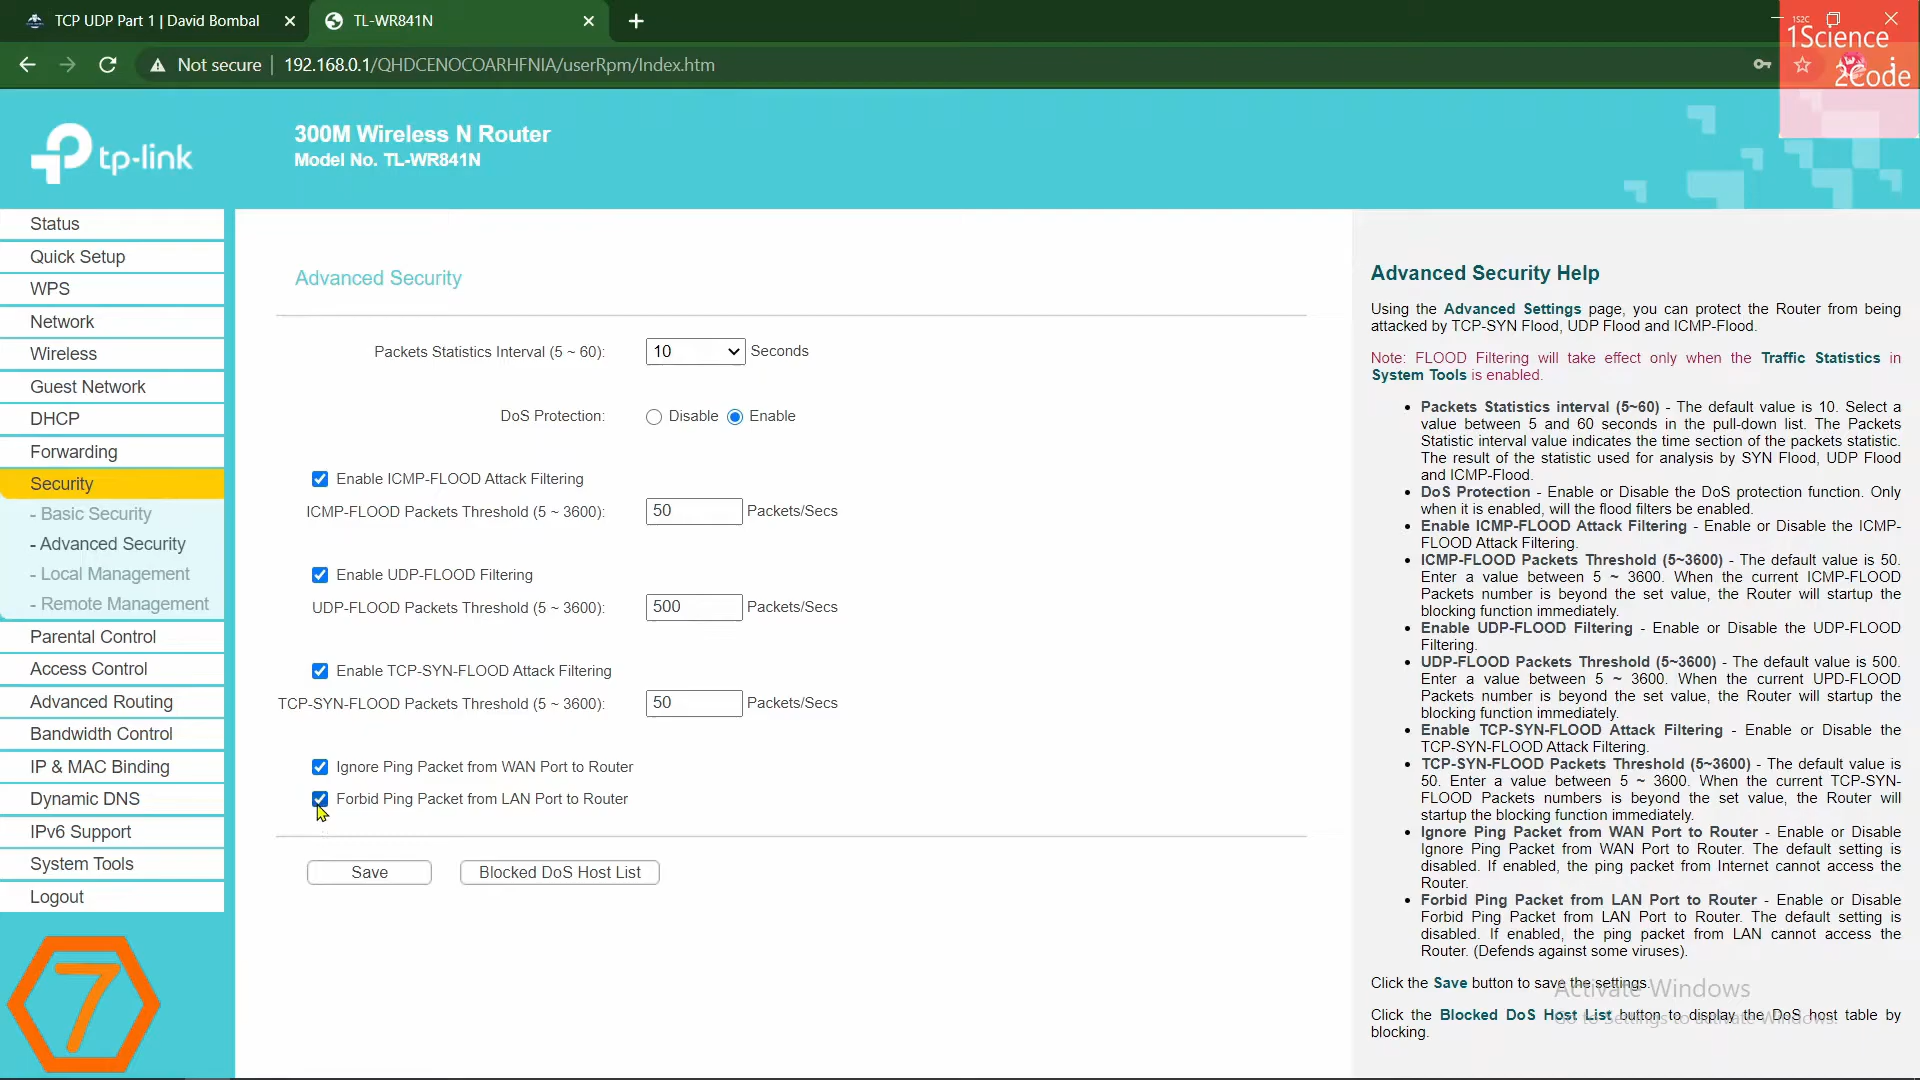 TCP UDP Part 1 | David Bombal
TL-WR841N
1S2C
1Science
2Code
Not secure
192.168.0.1/QHDCENOCOARHFNIA/userRpm/Index.htm
tp-link
300M Wireless N Router
Model No. TL-WR841N
Status
Quick Setup
WPS
Network
Wireless
Guest Network
DHCP
Forwarding
Security
- Basic Security
- Advanced Security
- Local Management
- Remote Management
Parental Control
Access Control
Advanced Routing
Bandwidth Control
IP & MAC Binding
Dynamic DNS
IPv6 Support
System Tools
Logout
7
Advanced Security
Packets Statistics Interval (5 ~ 60): 10 Seconds
DoS Protection: Disable Enable
Enable ICMP-FLOOD Attack Filtering
ICMP-FLOOD Packets Threshold (5 ~ 3600): 50 Packets/Secs
Enable UDP-FLOOD Filtering
UDP-FLOOD Packets Threshold (5 ~ 3600): 500 Packets/Secs
Enable TCP-SYN-FLOOD Attack Filtering
TCP-SYN-FLOOD Packets Threshold (5 ~ 3600): 50 Packets/Secs
Ignore Ping Packet from WAN Port to Router
Forbid Ping Packet from LAN Port to Router
Save
Blocked DoS Host List
Advanced Security Help
Using the Advanced Settings page, you can protect the Router from being
attacked by TCP-SYN Flood, UDP Flood and ICMP-Flood.
Note: FLOOD Filtering will take effect only when the Traffic Statistics in
System Tools is enabled.
• Packets Statistics interval (5~60) - The default value is 10. Select a
value between 5 and 60 seconds in the pull-down list. The Packets
Statistic interval value indicates the time section of the packets statistic.
The result of the statistic used for analysis by SYN Flood, UDP Flood
and ICMP-Flood.
• DoS Protection - Enable or Disable the DoS protection function. Only
when it is enabled, will the flood filters be enabled.
• Enable ICMP-FLOOD Attack Filtering - Enable or Disable the ICMP-
FLOOD Attack Filtering.
• ICMP-FLOOD Packets Threshold (5~3600) - The default value is 50.
Enter a value between 5 ~ 3600. When the current ICMP-FLOOD
Packets number is beyond the set value, the Router will startup the
blocking function immediately.
• Enable UDP-FLOOD Filtering - Enable or Disable the UDP-FLOOD
Filtering.
• UDP-FLOOD Packets Threshold (5~3600) - The default value is 500.
Enter a value between 5 ~ 3600. When the current UPD-FLOOD
Packets number is beyond the set value, the Router will startup the
blocking function immediately.
• Enable TCP-SYN-FLOOD Attack Filtering - Enable or Disable the
TCP-SYN-FLOOD Attack Filtering.
• TCP-SYN-FLOOD Packets Threshold (5~3600) - The default value is
50. Enter a value between 5 ~ 3600. When the current TCP-SYN-
FLOOD Packets numbers is beyond the set value, the Router will
startup the blocking function immediately.
• Ignore Ping Packet from WAN Port to Router - Enable or Disable
Ignore Ping Packet from WAN Port to Router. The default setting is
disabled. If enabled, the ping packet from Internet cannot access the
Router.
• Forbid Ping Packet from LAN Port to Router - Enable or Disable
Forbid Ping Packet from LAN Port to Router. The default setting is
disabled. If enabled, the ping packet from LAN cannot access the
Router. (Defends against some viruses).
Click the Save button to save the settings.
Activate Windows
Click the Blocked DoS Host List button to display the DoS host table by
blocking.
Go to Settings to activate Windows.